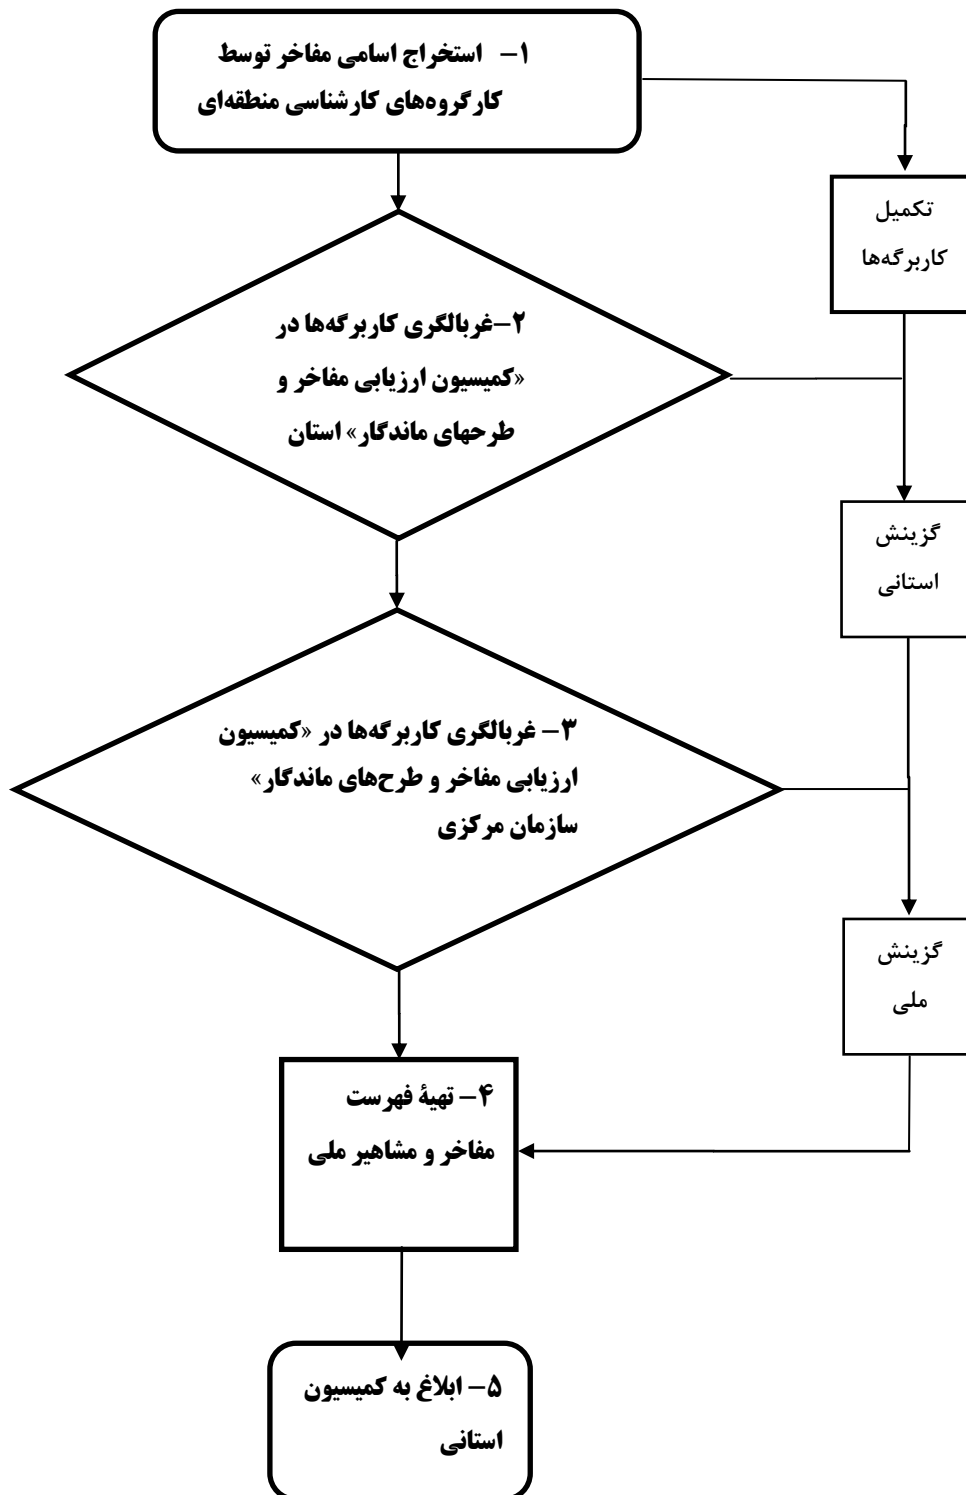 ۱- استخراج اسامی مفاخر توسط
کارگروه‌های کارشناسی منطقه‌ای
تکمیل
کاربرگه‌ها
۲-غربالگری کاربرگه‌ها در
«کمیسیون ارزیابی مفاخر و
طرحهای ماندگار» استان
گزینش
استانی
۳- غربالگری کاربرگه‌ها در «کمیسیون
ارزیابی مفاخر و طرح‌های ماندگار»
سازمان مرکزی
گزینش
ملی
۴- تهیۀ فهرست
مفاخر و مشاهیر ملی
۵- ابلاغ به کمیسیون
استانی